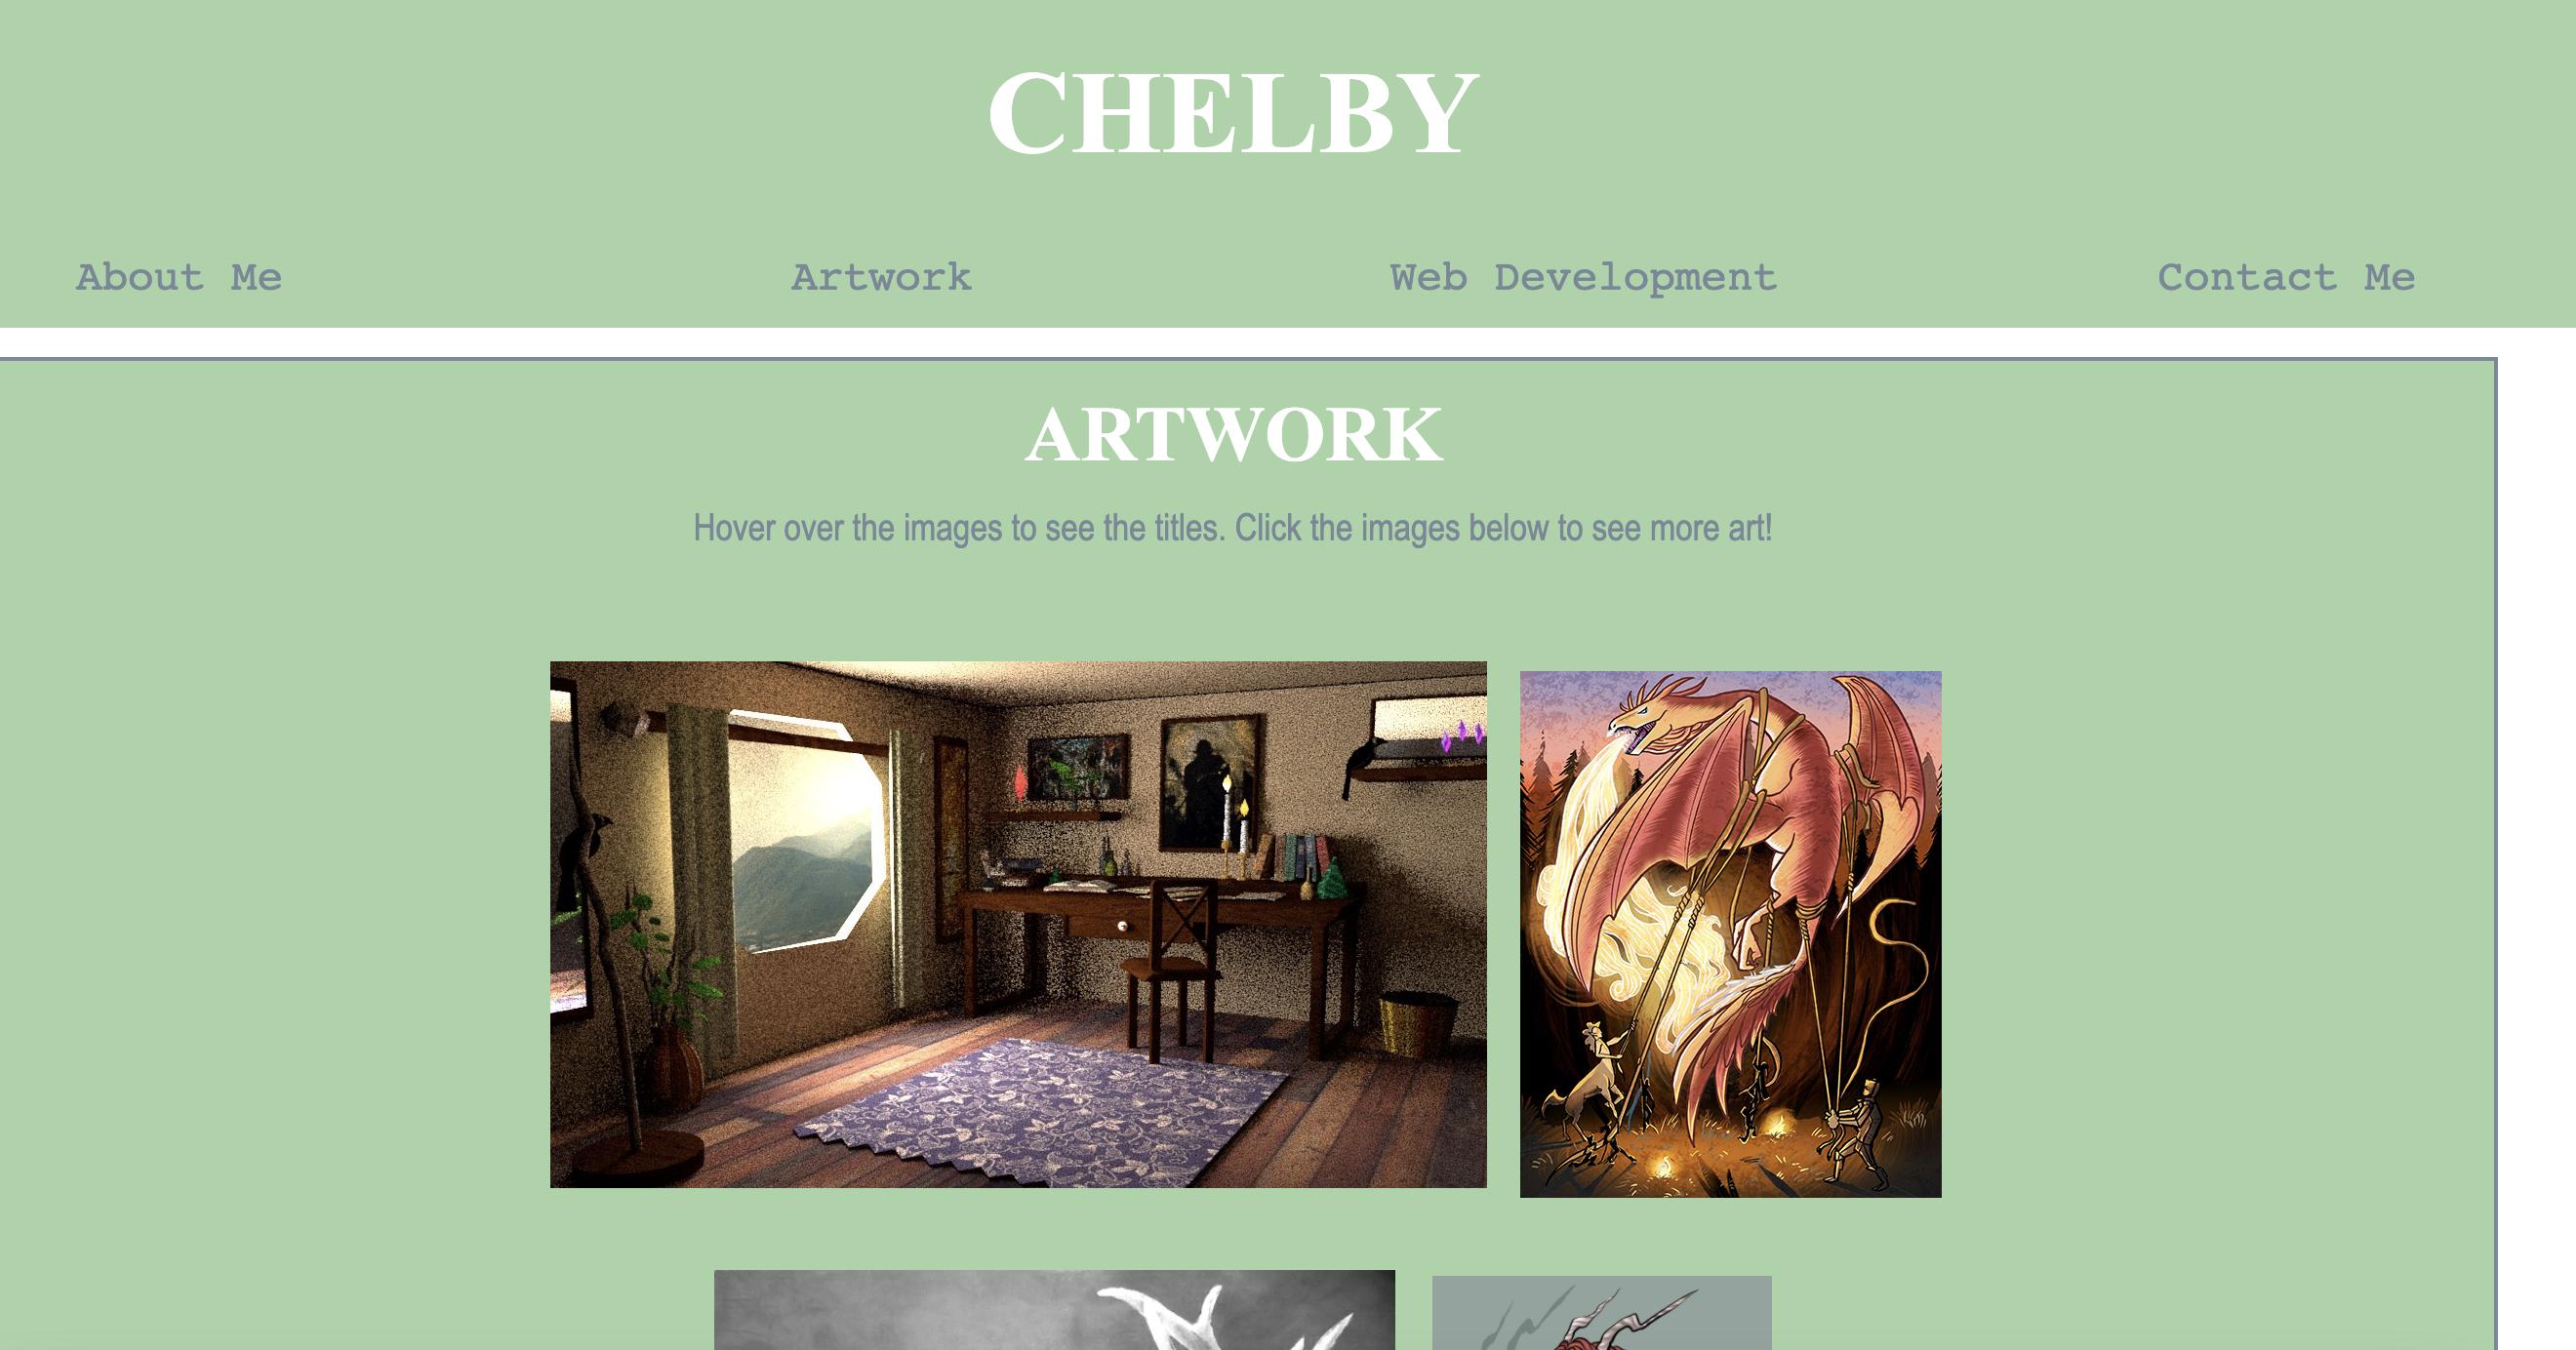 CHELBY
About Me Artwork Web Development Contact Me
ARTWORK
Hover over the images to see the titles. Click the images below to see more art!